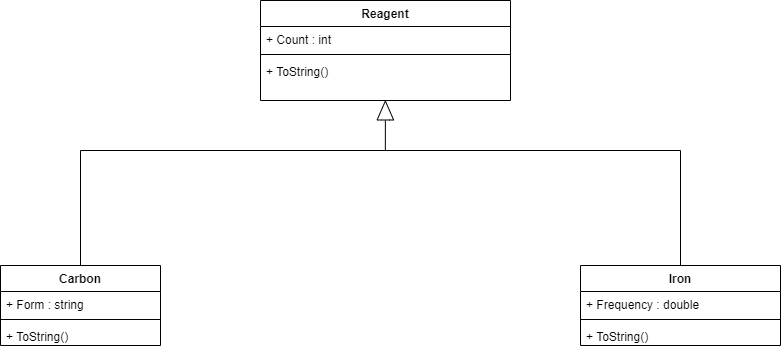 Reagent
+ Count : int
+ ToString()
Carbon
+ Form : string
+ ToString()
Iron
+ Frequency : double
+ ToString()